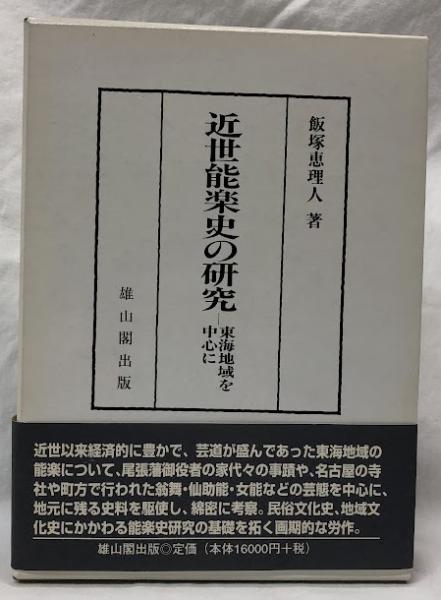 飯塚恵理人 著
近世能楽史の研究
―東海地域を
中心に
雄山閣出版
近世以来経済的に豊かで、芸道が盛んであった東海地域の
能楽について、尾張藩御役者の家代々の事蹟や、名古屋の寺
社や町方で行われた翁舞・仙助能・女能などの芸態を中心に、
地元に残る史料を駆使し、綿密に考察。民俗文化史、地域文
化史にかかわる能楽史研究の基礎を拓く画期的な労作。
雄山閣出版◎定価（本体16000円＋税）